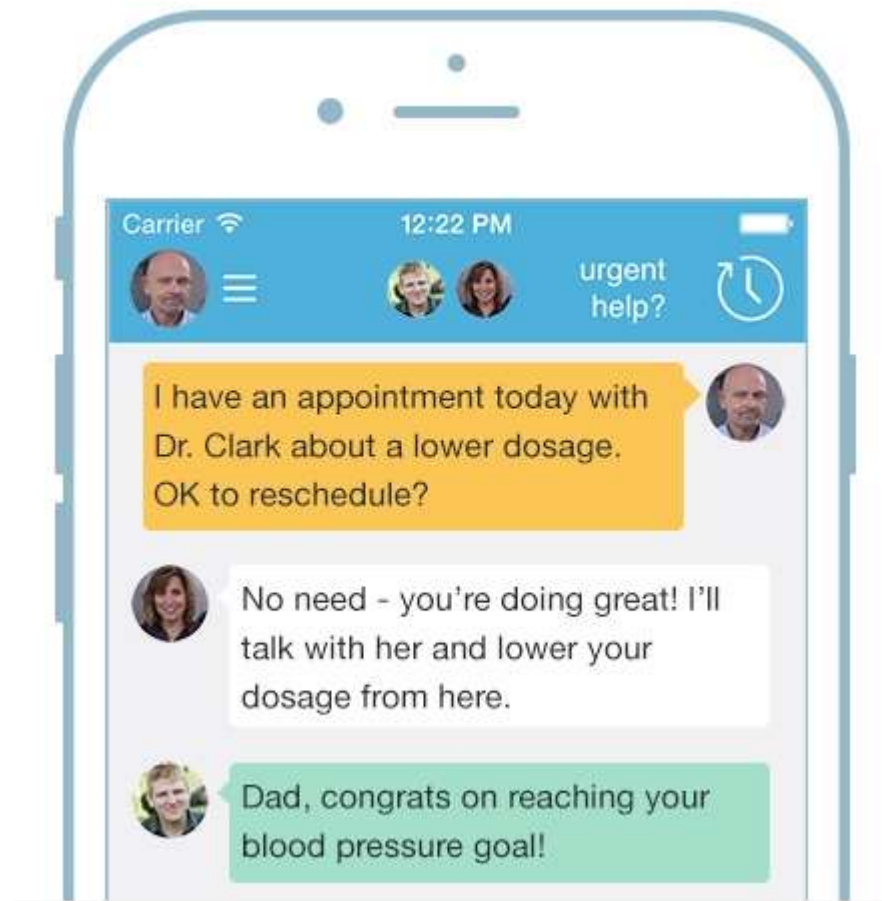 Carrier
12:22 PM
urgent
help?
I have an appointment today with
Dr. Clark about a lower dosage.
OK to reschedule?
No need - you’re doing great! I’ll
talk with her and lower your
dosage from here.
Dad, congrats on reaching your
blood pressure goal!